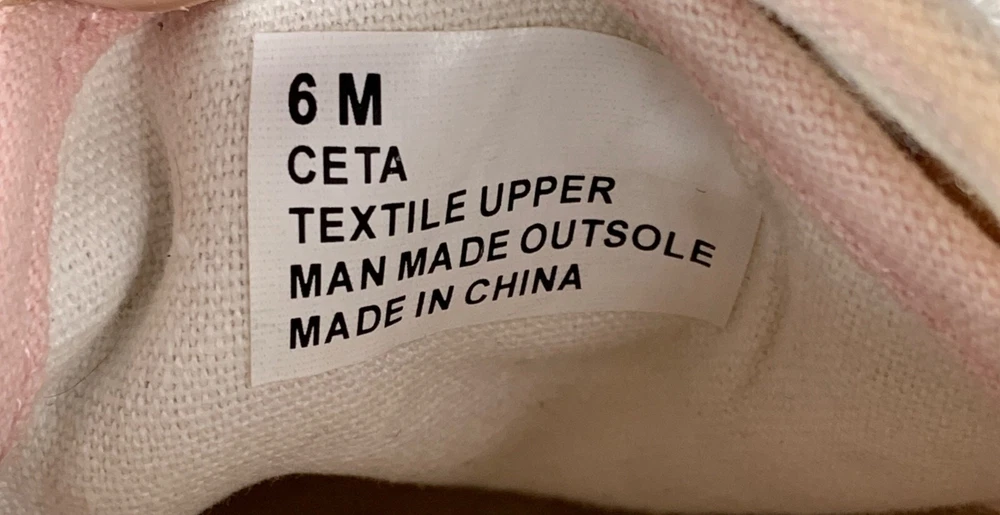 6 M
CETA
TEXTILE UPPER
MAN MADE OUTSOLE
MADE IN CHINA